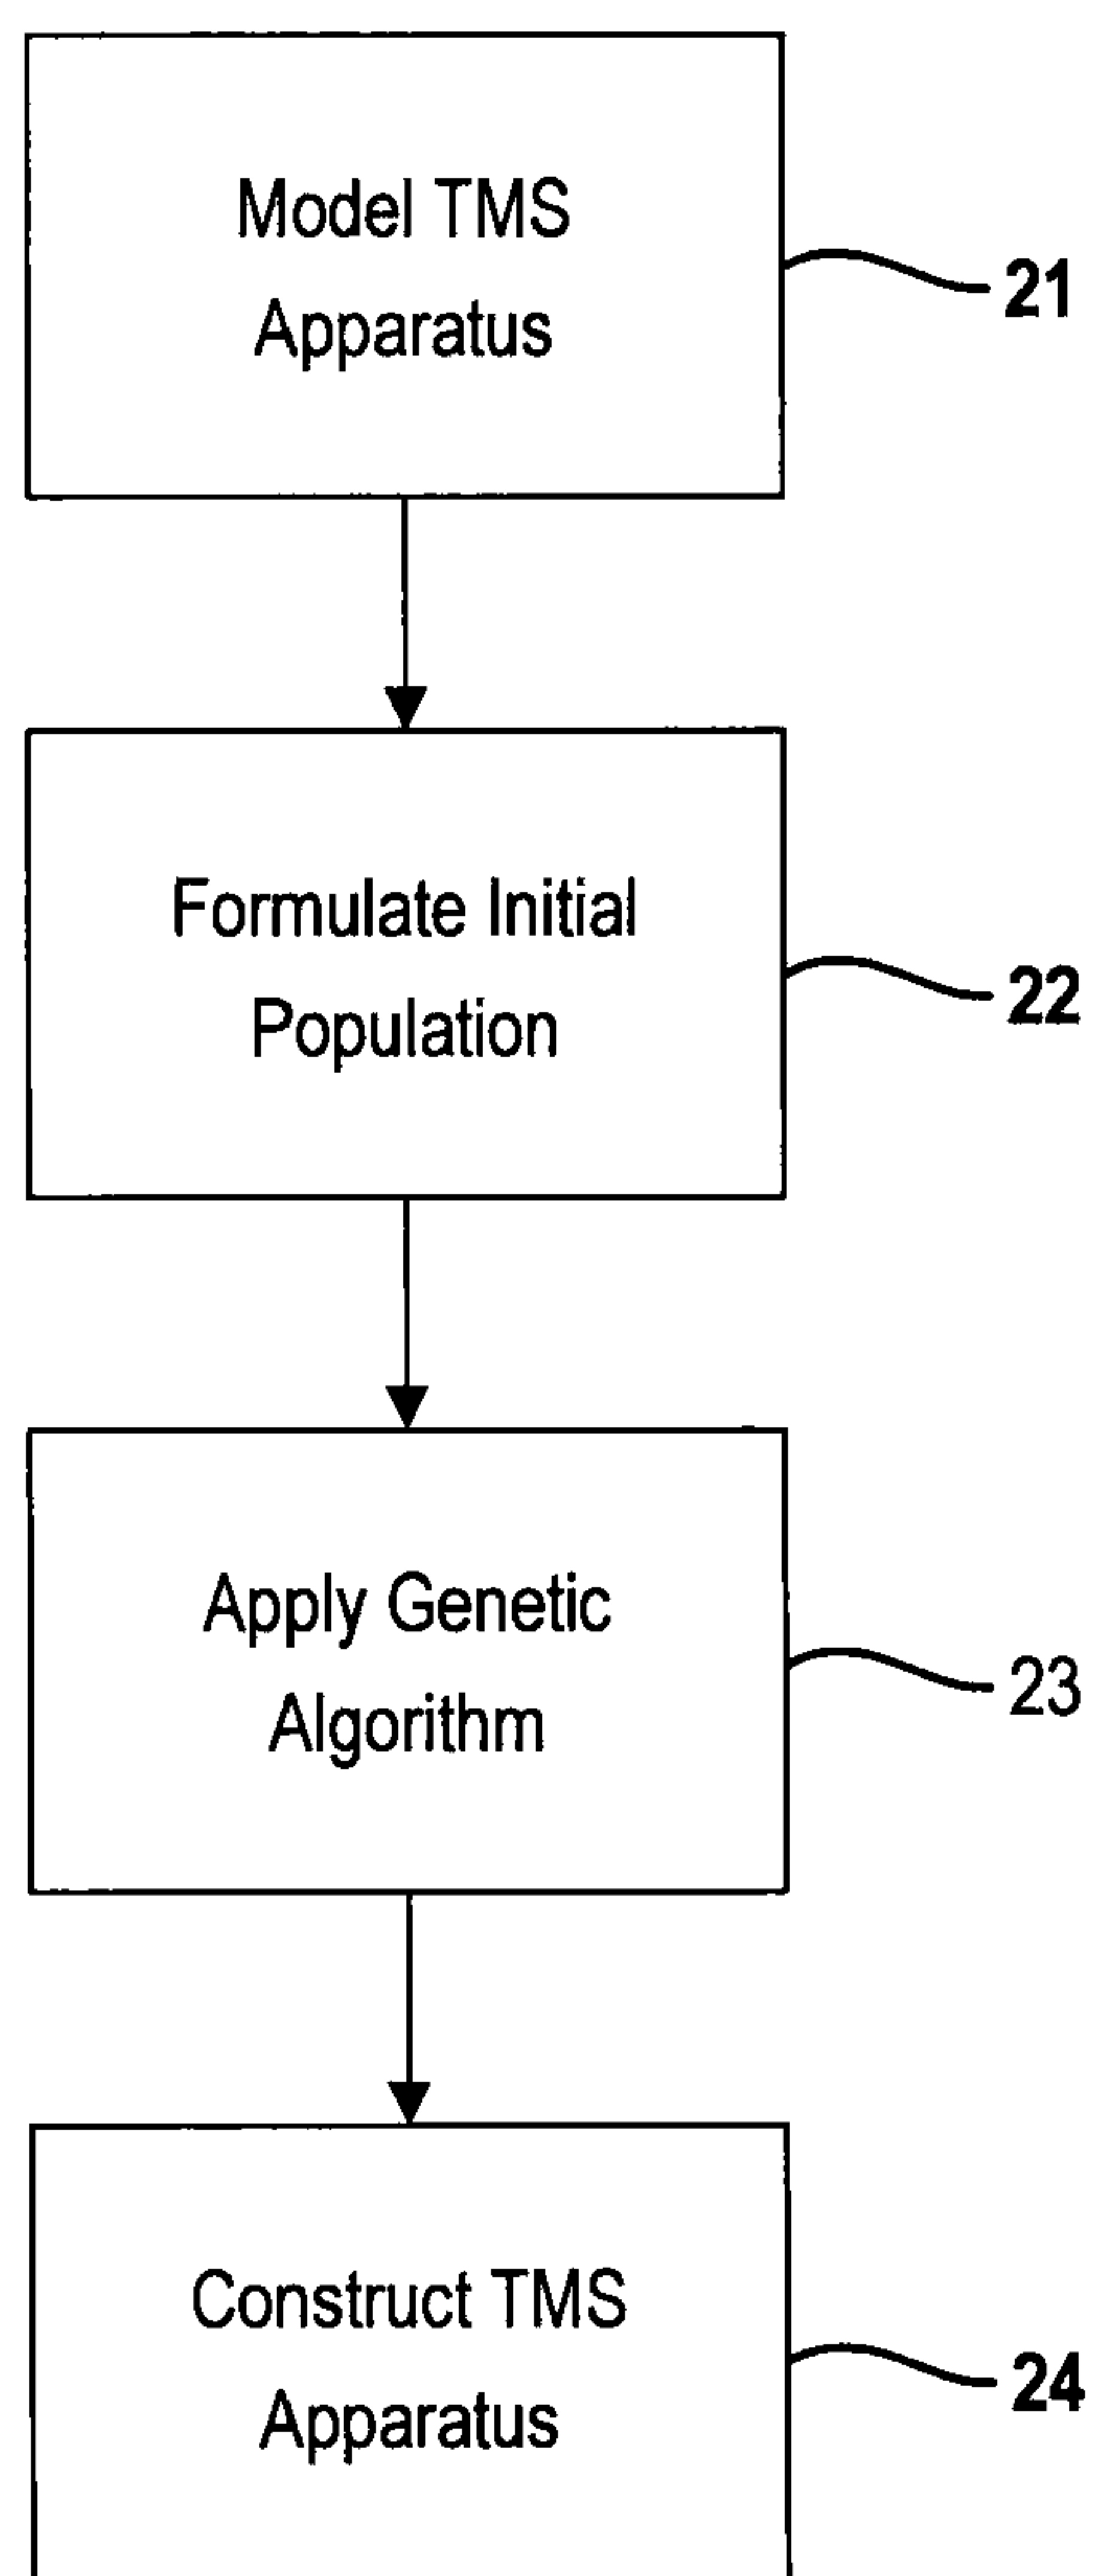 Model TMS
Apparatus
21
Formulate Initial
Population
22
Apply Genetic
Algorithm
23
Construct TMS
Apparatus
24